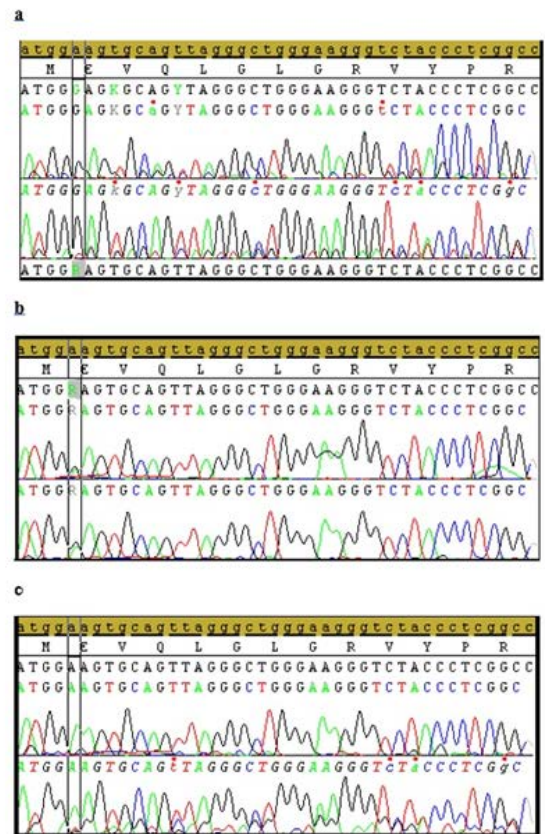 a
atggaagtgcagttagggctgggaagggtctaccctcggcc
M E V Q L G L G R V Y P R
ATGGGAGKGCAGYTAGGGCTGGGAAGGGTCTACCCTCGGCC
ATGGGAGKGCaGYTAGGGCTGGGAAGGGTcTACCCTCGGC
ATGGGAGkGCAGyTAGGGcTGGGAAGGGTcTaCCCTCGgC
ATGGRAGTGCAGTTAGGGCTGGGAAGGGTCTACCCTCGGCC
b
atggaagtgcagttagggctgggaagggtctaccctcggcc
M E V Q L G L G R V Y P R
ATGGRAGTGCAGTTAGGGCTGGGAAGGGTCTACCCTCGGCC
ATGGRAGTGCAGTTAGGGCTGGGAAGGGTCTACCCTCGGC
ATGGRAGTGCAGTTAGGGCTGGGAAGGGTCTACCCTCGGC
c
atggaagtgcagttagggctgggaagggtctaccctcggcc
M E V Q L G L G R V Y P R
ATGGAAGTGCAGTTAGGGCTGGGAAGGGTCTACCCTCGGCC
ATGGAAGTGCAGTTAGGGCTGGGAAGGGTCTACCCTCGGC
ATGGAAGTGCAGtTAGGGCTGGGAAGGGTcTaCCCTCGgC